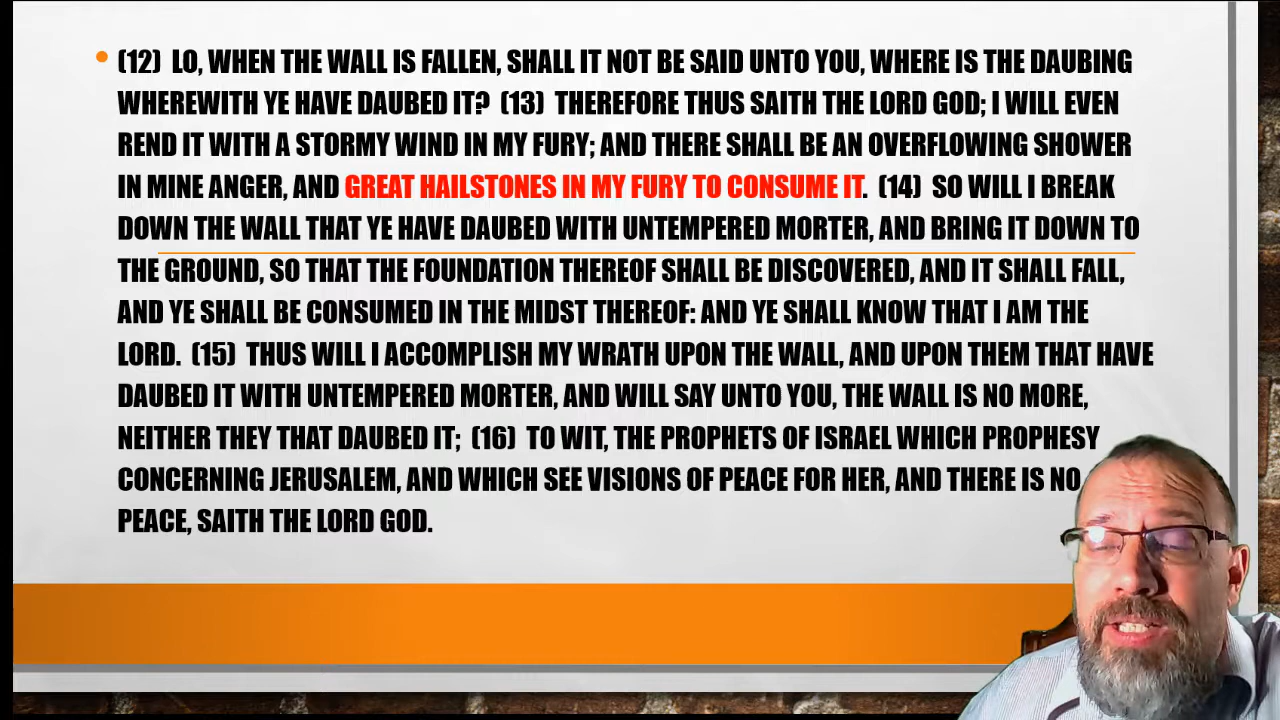 • (12) LO, WHEN THE WALL IS FALLEN, SHALL IT NOT BE SAID UNTO YOU, WHERE IS THE DAUBING
WHEREWITH YE HAVE DAUBED IT? (13) THEREFORE THUS SAITH THE LORD GOD; I WILL EVEN
REND IT WITH A STORMY WIND IN MY FURY; AND THERE SHALL BE AN OVERFLOWING SHOWER
IN MINE ANGER, AND GREAT HAILSTONES IN MY FURY TO CONSUME IT. (14) SO WILL I BREAK
DOWN THE WALL THAT YE HAVE DAUBED WITH UNTEMPERED MORTER, AND BRING IT DOWN TO
THE GROUND, SO THAT THE FOUNDATION THEREOF SHALL BE DISCOVERED, AND IT SHALL FALL,
AND YE SHALL BE CONSUMED IN THE MIDST THEREOF: AND YE SHALL KNOW THAT I AM THE
LORD. (15) THUS WILL I ACCOMPLISH MY WRATH UPON THE WALL, AND UPON THEM THAT HAVE
DAUBED IT WITH UNTEMPERED MORTER, AND WILL SAY UNTO YOU, THE WALL IS NO MORE,
NEITHER THEY THAT DAUBED IT; (16) TO WIT, THE PROPHETS OF ISRAEL WHICH PROPHESY
CONCERNING JERUSALEM, AND WHICH SEE VISIONS OF PEACE FOR HER, AND THERE IS NO
PEACE, SAITH THE LORD GOD.